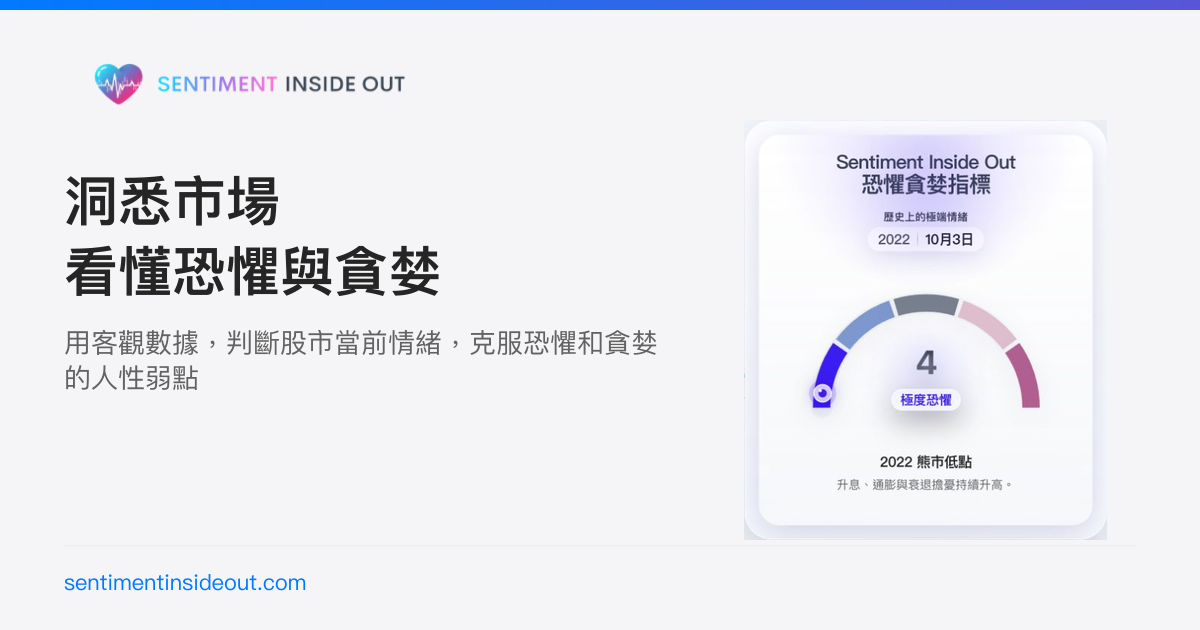 SENTIMENT INSIDE OUT
洞悉市場
看懂恐懼與貪婪
用客觀數據，判斷股市當前情緒，克服恐懼和貪婪
的人性弱點
Sentiment Inside Out
恐懼貪婪指標
歷史上的極端情緒
2022 | 10月3日
4
極度恐懼
2022 熊市低點
升息、通膨與衰退擔憂持續升高。
sentimentinsideout.com